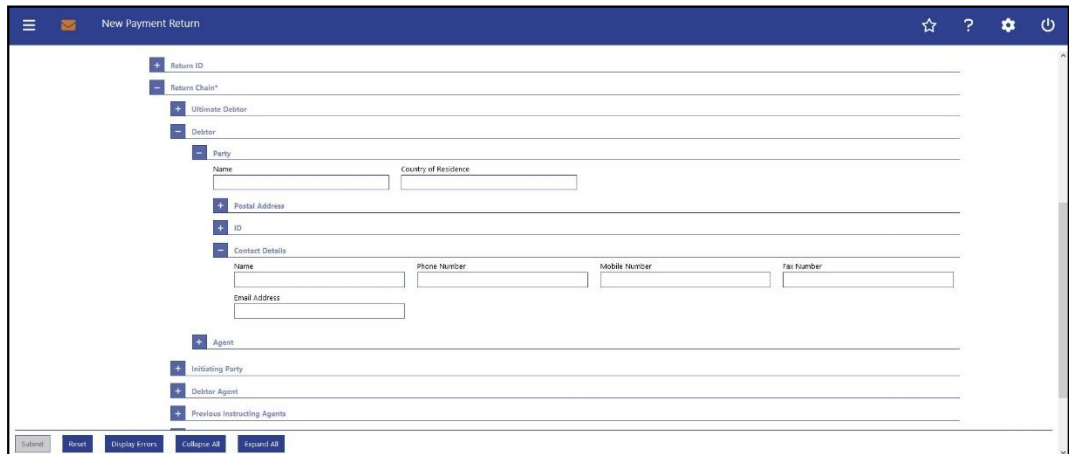 New Payment Return
?
+ Return ID
− Return Chain*
+ Ultimate Debtor
− Debtor
− Party
Name Country of Residence
+ Postal Address
+ ID
− Contact Details
Name Phone Number Mobile Number Fax Number
Email Address
+ Agent
+ Initiating Party
+ Debtor Agent
+ Previous Instructing Agents
Submit Reset Display Errors Collapse All Expand All